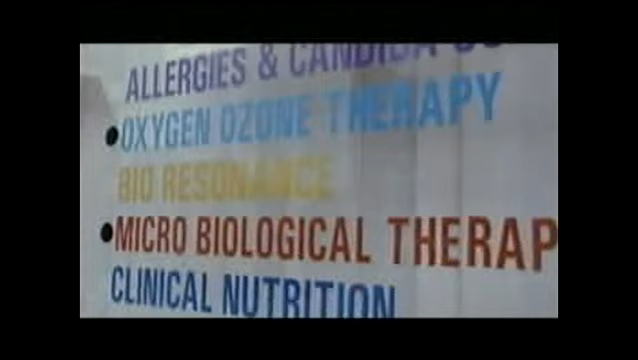 ALLERGIES & CANDIDA
•OXYGEN OZONE THERAPY
BIO RESONANCE
•MICRO BIOLOGICAL THERAP
CLINICAL NUTRITION